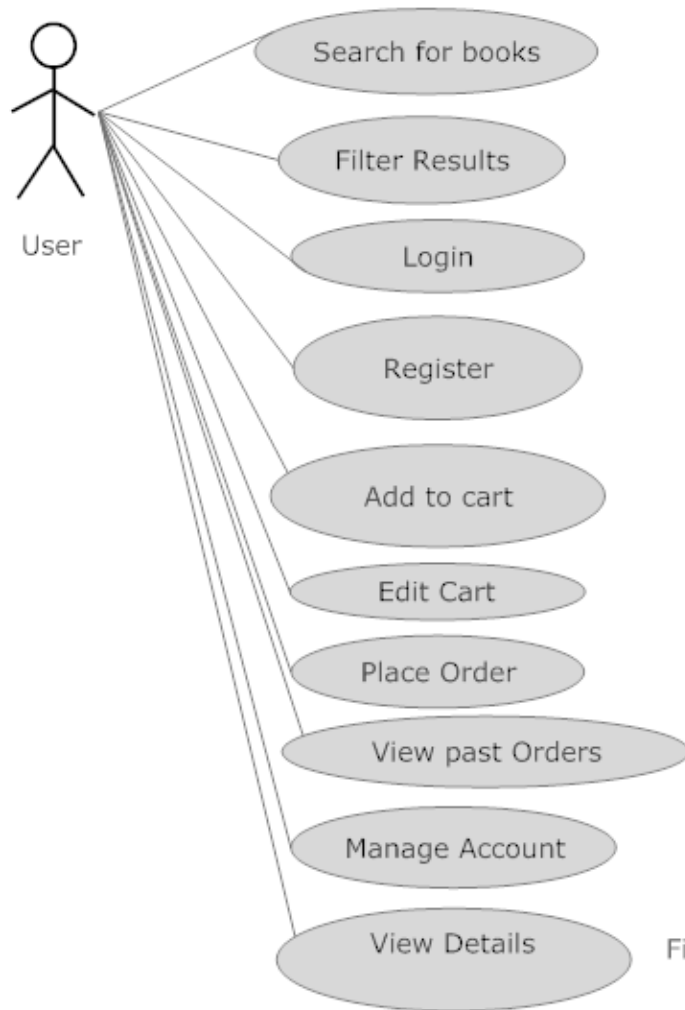 Search for books
Filter Results
User
Login
Register
Add to cart
Edit Cart
Place Order
View past Orders
Manage Account
View Details
Fi